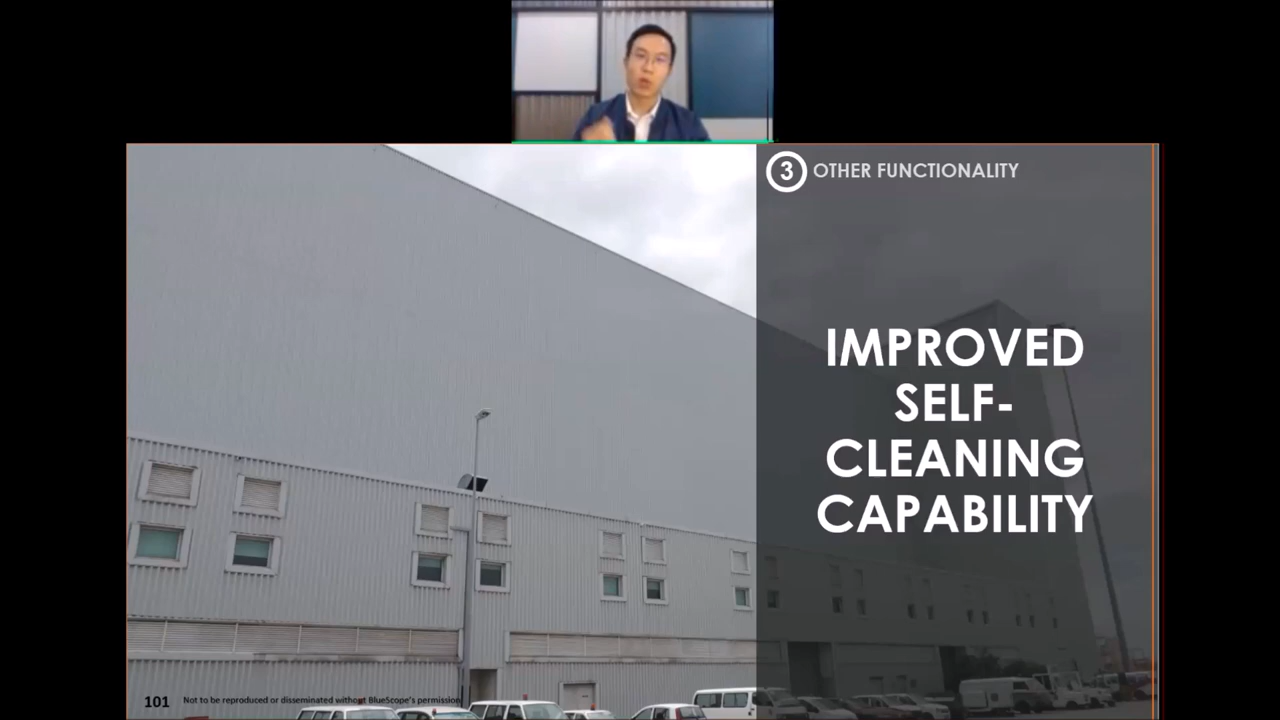 3 OTHER FUNCTIONALITY
IMPROVED
SELF-
CLEANING
CAPABILITY
101 Not to be reproduced or disseminated without BlueScope's permission